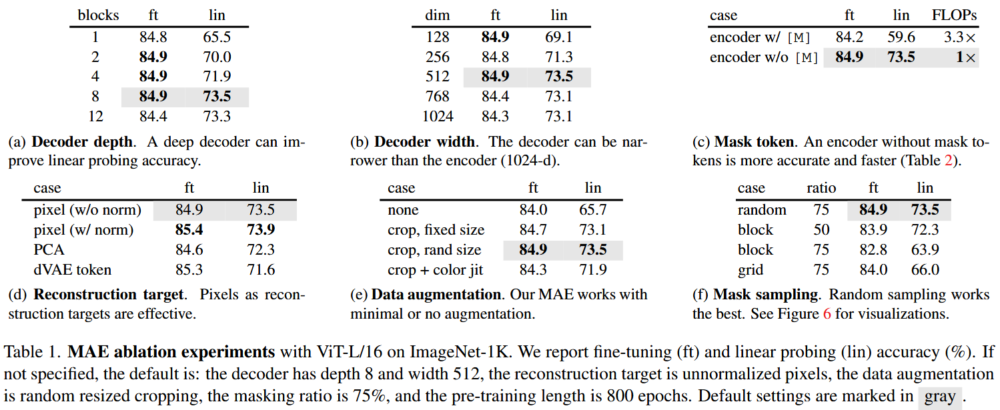 blocks ft lin
1 84.8 65.5
2 84.9 70.0
4 84.9 71.9
8 84.9 73.5
12 84.4 73.3
(a) Decoder depth. A deep decoder can im-
prove linear probing accuracy.
dim ft lin
128 84.9 69.1
256 84.8 71.3
512 84.9 73.5
768 84.4 73.1
1024 84.3 73.1
(b) Decoder width. The decoder can be nar-
rower than the encoder (1024-d).
case ft lin FLOPs
encoder w/ [M] 84.2 59.6 3.3×
encoder w/o [M] 84.9 73.5 1×
(c) Mask token. An encoder without mask to-
kens is more accurate and faster (Table 2).
case ft lin
pixel (w/o norm) 84.9 73.5
pixel (w/ norm) 85.4 73.9
PCA 84.6 72.3
dVAE token 85.3 71.6
(d) Reconstruction target. Pixels as recon-
struction targets are effective.
case ft lin
none 84.0 65.7
crop, fixed size 84.7 73.1
crop, rand size 84.9 73.5
crop + color jit 84.3 71.9
(e) Data augmentation. Our MAE works with
minimal or no augmentation.
case ratio ft lin
random 75 84.9 73.5
block 50 83.9 72.3
block 75 82.8 63.9
grid 75 84.0 66.0
(f) Mask sampling. Random sampling works
the best. See Figure 6 for visualizations.
Table 1. MAE ablation experiments with ViT-L/16 on ImageNet-1K. We report fine-tuning (ft) and linear probing (lin) accuracy (%). If
not specified, the default is: the decoder has depth 8 and width 512, the reconstruction target is unnormalized pixels, the data augmentation
is random resized cropping, the masking ratio is 75%, and the pre-training length is 800 epochs. Default settings are marked in gray .